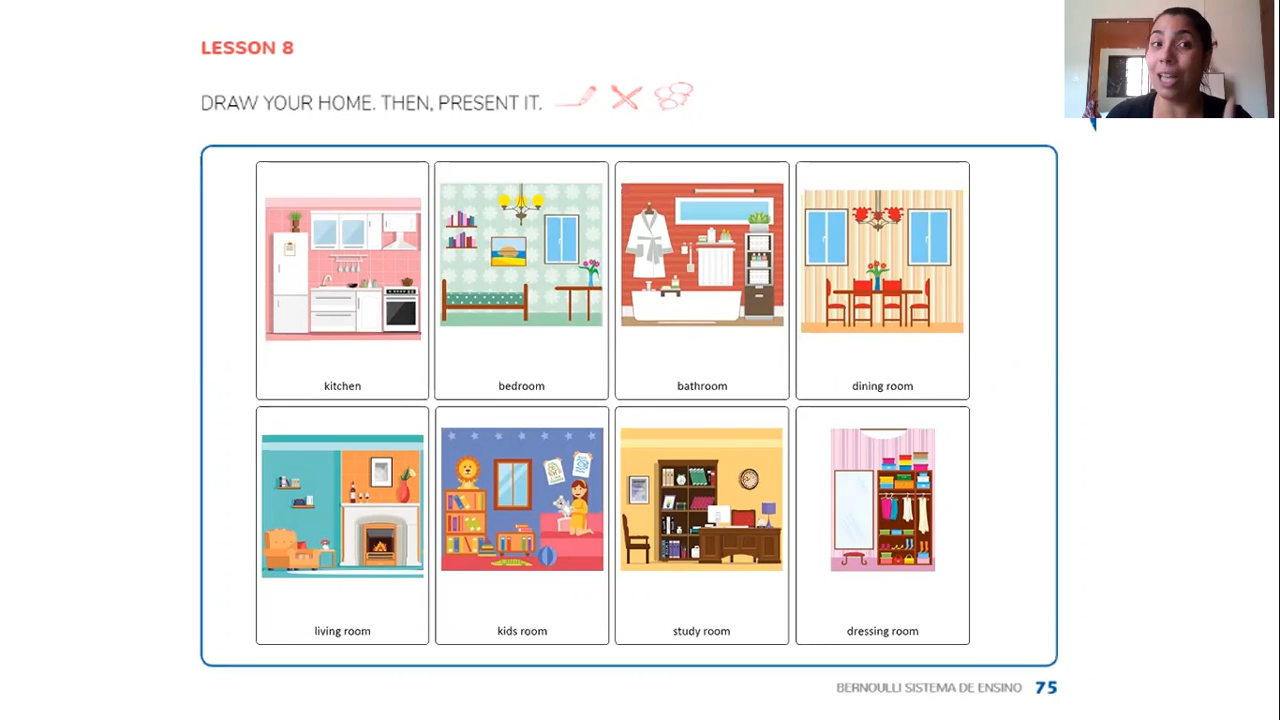 LESSON 8
DRAW YOUR HOME. THEN, PRESENT IT.
kitchen
bedroom
bathroom
dining room
living room
kids room
study room
dressing room
BERNOULLI SISTEMA DE ENSINO 75